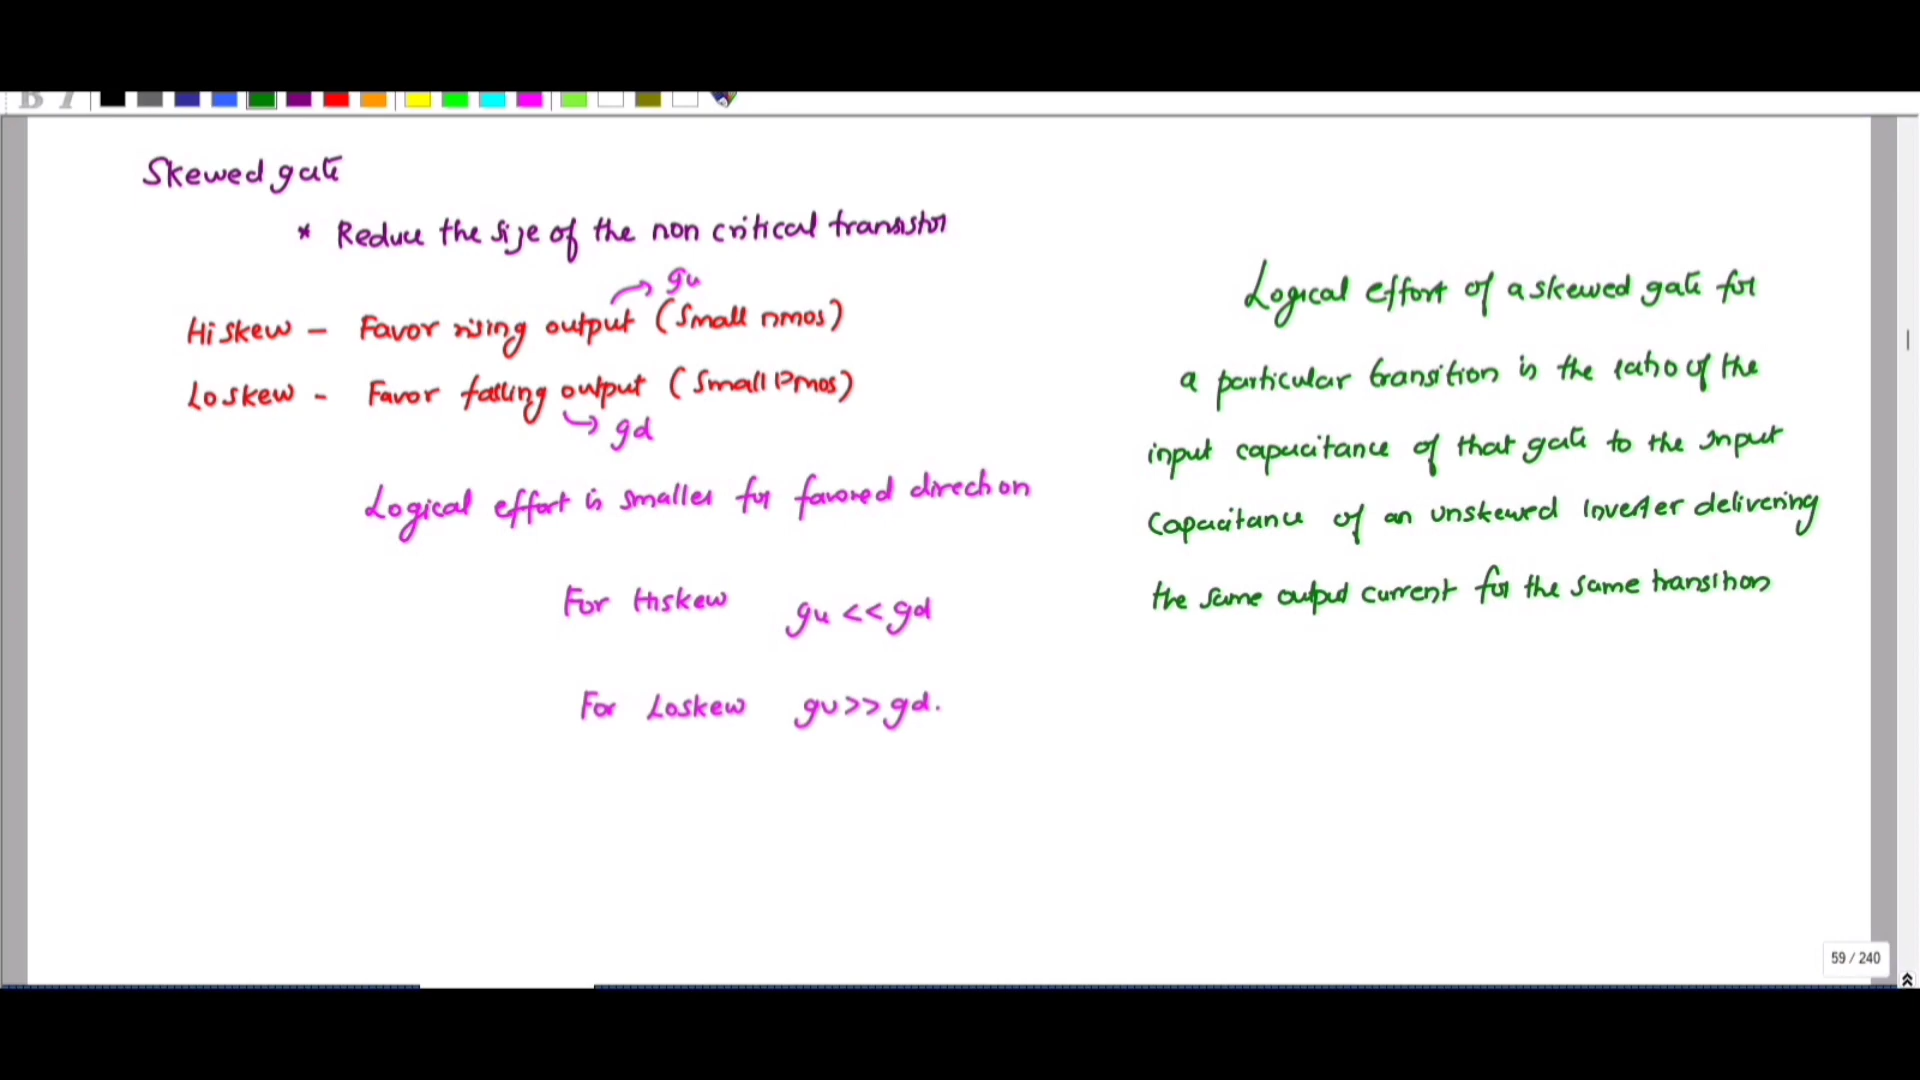 B I
Skewed gate
* Reduce the size of the non critical transistor
gu
Hi skew - Favor rising output (Small nmos)
Lo skew - Favor falling output (Small Pmos)
gd
Logical effort is smaller for favored direction
For Hiskew gu << gd
For Loskew gu >> gd.
Logical effort of a skewed gate for
a particular transition is the ratio of the
input capacitance of that gate to the input
capacitance of an unskewed inverter delivering
the same output current for the same transition
59 / 240